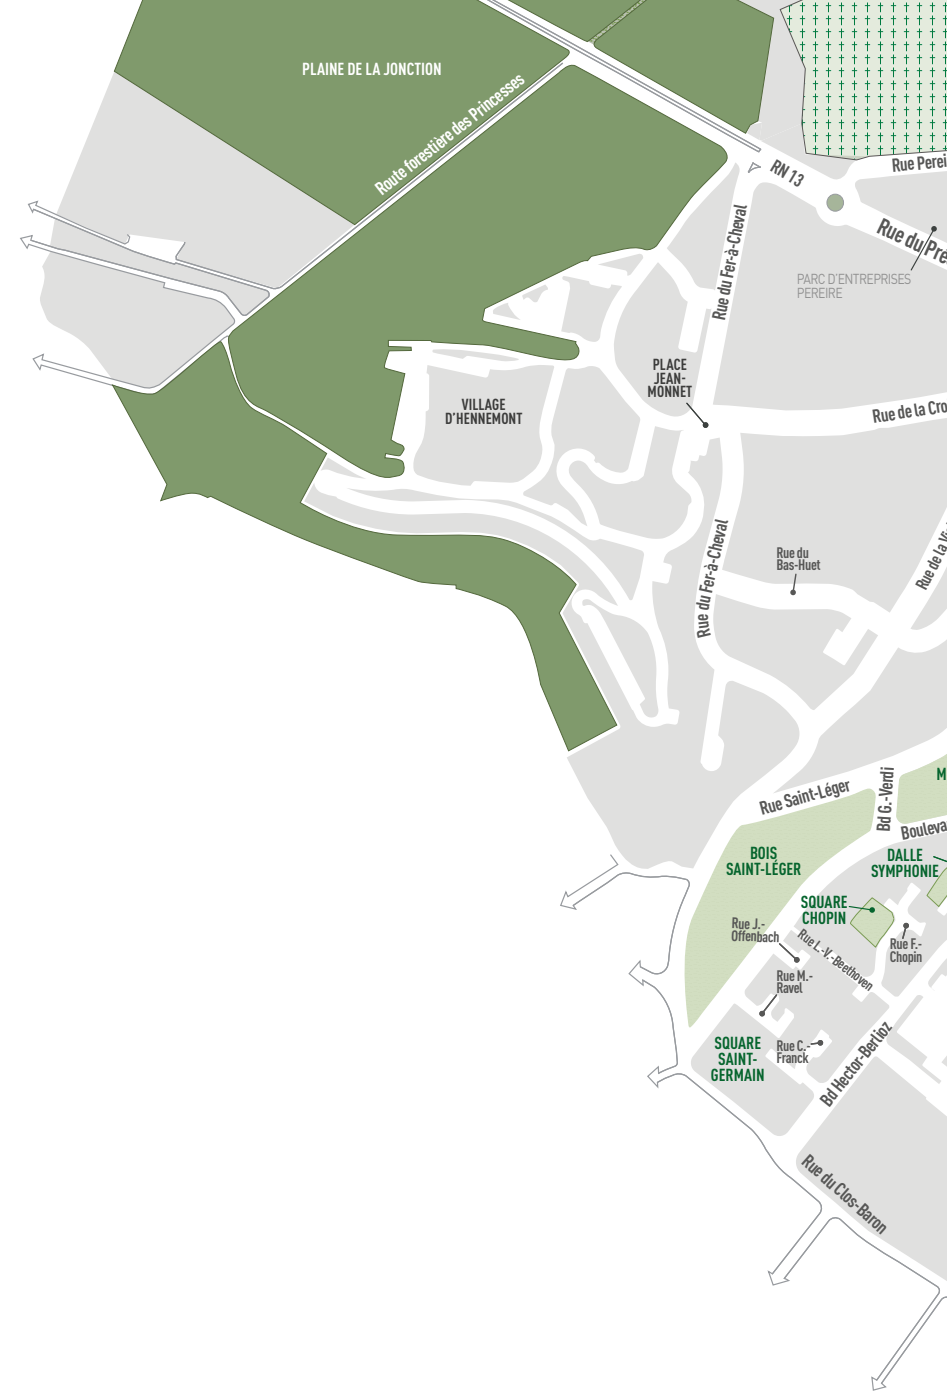 PLAINE DE LA JONCTION
Route forestière des Princesses
RN 13
Rue Perei
Rue du Pré
PARC D'ENTREPRISES
PEREIRE
Rue du Fer-à-Cheval
PLACE
JEAN-
MONNET
VILLAGE
D'HENNEMONT
Rue de la Cro
Rue du Fer-à-Cheval
Rue du
Bas-Huet
Rue de la
Rue Saint-Léger
Bd G.-Verdi
M
Bouleva
BOIS
SAINT-LÉGER
DALLE
SYMPHONIE
SQUARE
CHOPIN
Rue J.-
Offenbach
Rue L.-V.-Beethoven
Rue F.-
Chopin
Rue M.-
Ravel
SQUARE
SAINT-
GERMAIN
Rue C.-
Franck
Bd Hector-Berlioz
Rue du Clos-Baron